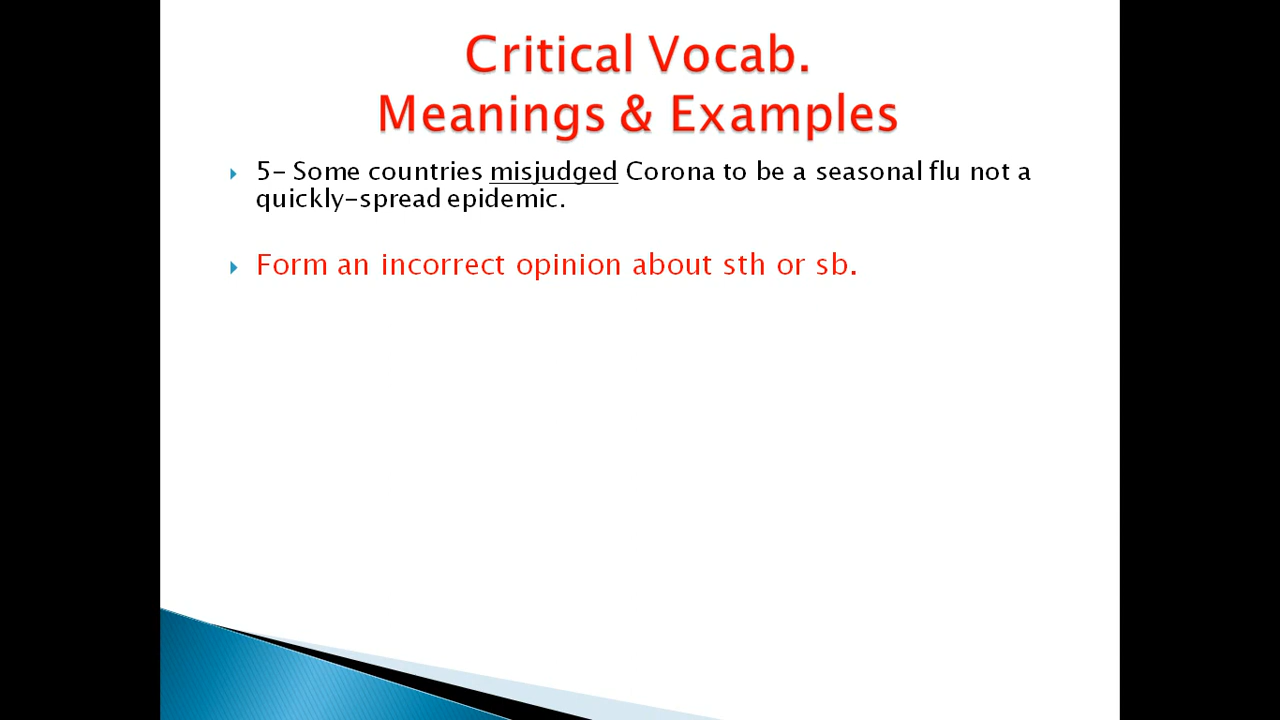 Critical Vocab.
Meanings & Examples
5- Some countries misjudged Corona to be a seasonal flu not a
quickly-spread epidemic.
Form an incorrect opinion about sth or sb.